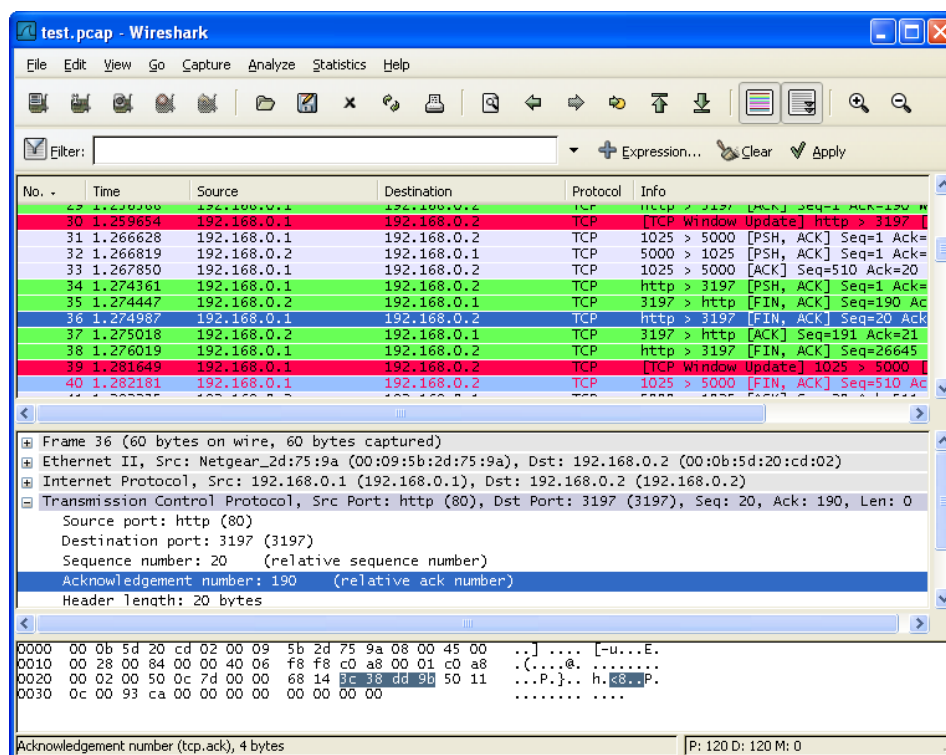 test.pcap - Wireshark
File Edit View Go Capture Analyze Statistics Help
Filter: Expression... Clear Apply
No. - Time Source Destination Protocol Info
29 1.256588 192.168.0.1 192.168.0.2 TCP http > 3197 [ACK] Seq=1 Ack=190 W
30 1.259654 192.168.0.1 192.168.0.2 TCP [TCP Window Update] http > 3197 [
31 1.266628 192.168.0.1 192.168.0.2 TCP 1025 > 5000 [PSH, ACK] Seq=1 Ack=
32 1.266819 192.168.0.2 192.168.0.1 TCP 5000 > 1025 [PSH, ACK] Seq=1 Ack=
33 1.267850 192.168.0.1 192.168.0.2 TCP 1025 > 5000 [ACK] Seq=510 Ack=20
34 1.274361 192.168.0.1 192.168.0.2 TCP http > 3197 [PSH, ACK] Seq=1 Ack=
35 1.274447 192.168.0.2 192.168.0.1 TCP 3197 > http [FIN, ACK] Seq=190 Ac
36 1.274987 192.168.0.1 192.168.0.2 TCP http > 3197 [FIN, ACK] Seq=20 Ack
37 1.275018 192.168.0.2 192.168.0.1 TCP 3197 > http [ACK] Seq=191 Ack=21
38 1.276019 192.168.0.1 192.168.0.2 TCP http > 3197 [FIN, ACK] Seq=26645
39 1.281649 192.168.0.1 192.168.0.2 TCP [TCP Window Update] 1025 > 5000 [
40 1.282181 192.168.0.1 192.168.0.2 TCP 1025 > 5000 [FIN, ACK] Seq=510 Ac
Frame 36 (60 bytes on wire, 60 bytes captured)
Ethernet II, Src: Netgear_2d:75:9a (00:09:5b:2d:75:9a), Dst: 192.168.0.2 (00:0b:5d:20:cd:02)
Internet Protocol, Src: 192.168.0.1 (192.168.0.1), Dst: 192.168.0.2 (192.168.0.2)
Transmission Control Protocol, Src Port: http (80), Dst Port: 3197 (3197), Seq: 20, Ack: 190, Len: 0
Source port: http (80)
Destination port: 3197 (3197)
Sequence number: 20 (relative sequence number)
Acknowledgement number: 190 (relative ack number)
Header length: 20 bytes
0000 00 0b 5d 20 cd 02 00 09 5b 2d 75 9a 08 00 45 00 ..] .... [-u...E.
0010 00 28 00 84 00 00 40 06 f8 f8 c0 a8 00 01 c0 a8 .(....@. ........
0020 00 02 00 50 0c 7d 00 00 68 14 3c 38 dd 9b 50 11 ...P.}.. h.<8..P.
0030 0c 00 93 ca 00 00 00 00 00 00 00 00 ........ ....
Acknowledgement number (tcp.ack), 4 bytes P: 120 D: 120 M: 0